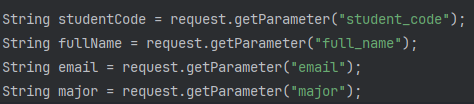 String studentCode = request.getParameter("student_code");
String fullName = request.getParameter("full_name");
String email = request.getParameter("email");
String major = request.getParameter("major");